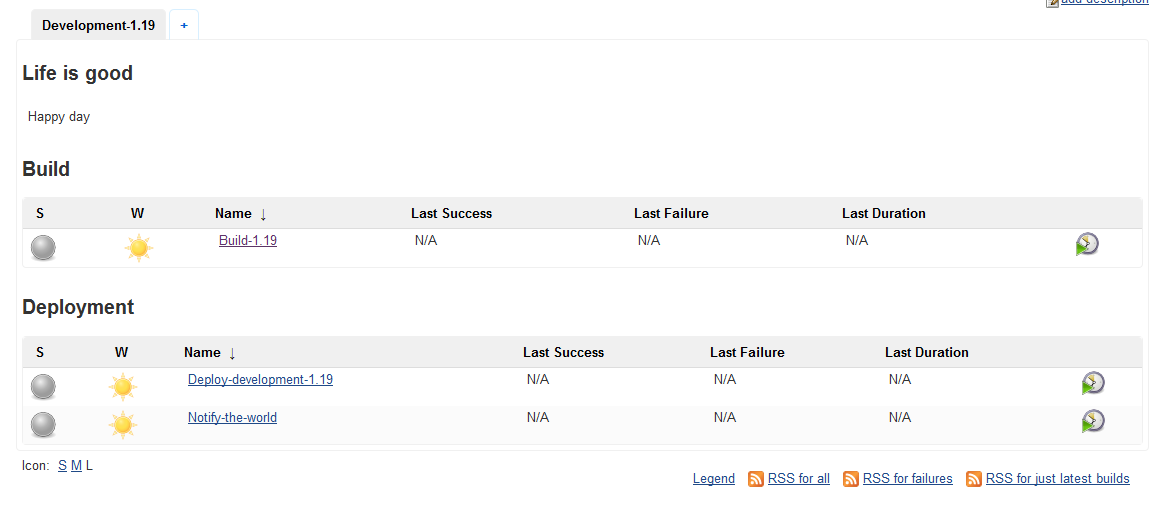 add description
Development-1.19 +
Life is good
Happy day
Build
S W Name ↓ Last Success Last Failure Last Duration
Build-1.19 N/A N/A N/A
Deployment
S W Name ↓ Last Success Last Failure Last Duration
Deploy-development-1.19 N/A N/A N/A
Notify-the-world N/A N/A N/A
Icon: S M L
Legend RSS for all RSS for failures RSS for just latest builds